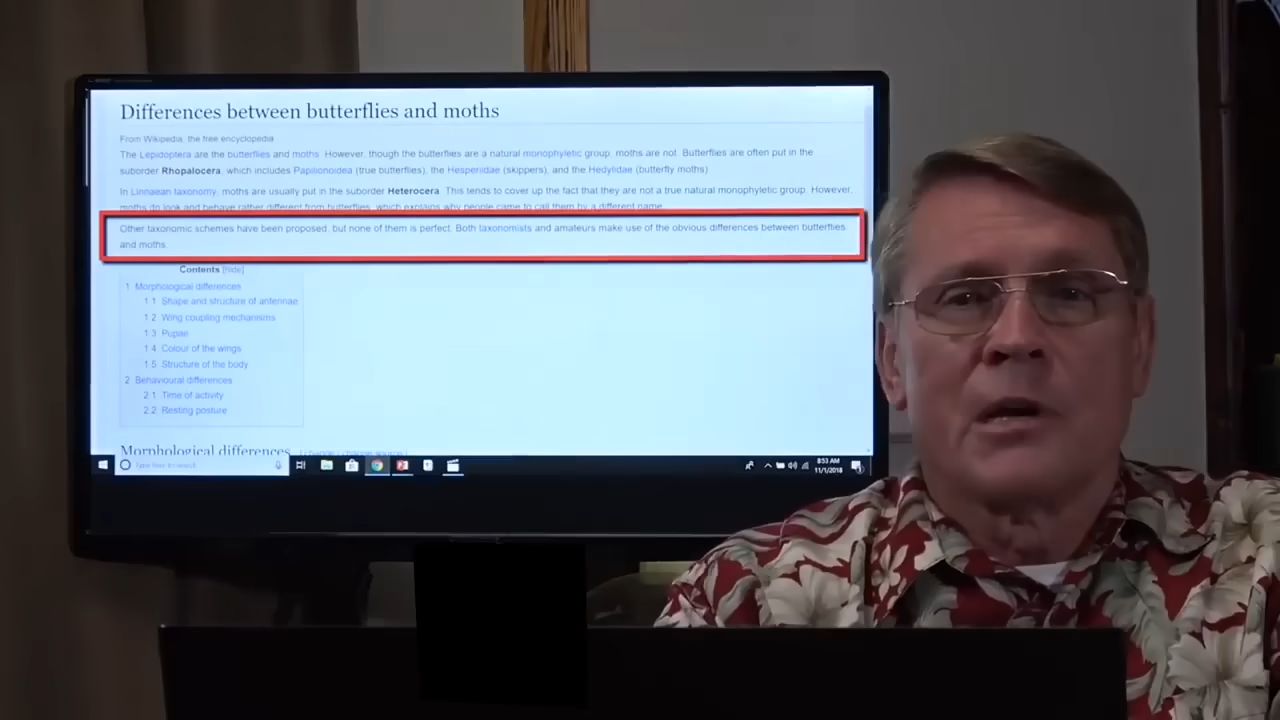 Differences between butterflies and moths
From Wikipedia, the free encyclopedia
The Lepidoptera are the butterflies and moths. However, though the butterflies are a natural monophyletic group, moths are not. Butterflies are often put in the
suborder Rhopalocera, which includes Papilionoidea (true butterflies), the Hesperiidae (skippers), and the Hedylidae (butterfly moths)
In Linnaean taxonomy, moths are usually put in the suborder Heterocera. This tends to cover up the fact that they are not a true natural monophyletic group. However,
moths do look and behave rather different from butterflies, which explains why people came to call them by a different name.
Other taxonomic schemes have been proposed, but none of them is perfect. Both taxonomists and amateurs make use of the obvious differences between butterflies
and moths.
Contents [hide]
1 Morphological differences
1.1 Shape and structure of antennae
1.2 Wing coupling mechanisms
1.3 Pupae
1.4 Colour of the wings
1.5 Structure of the body
2 Behavioural differences
2.1 Time of activity
2.2 Resting posture
Morphological differences [change | change source]
Type here to search
8:53 AM
11/1/2018